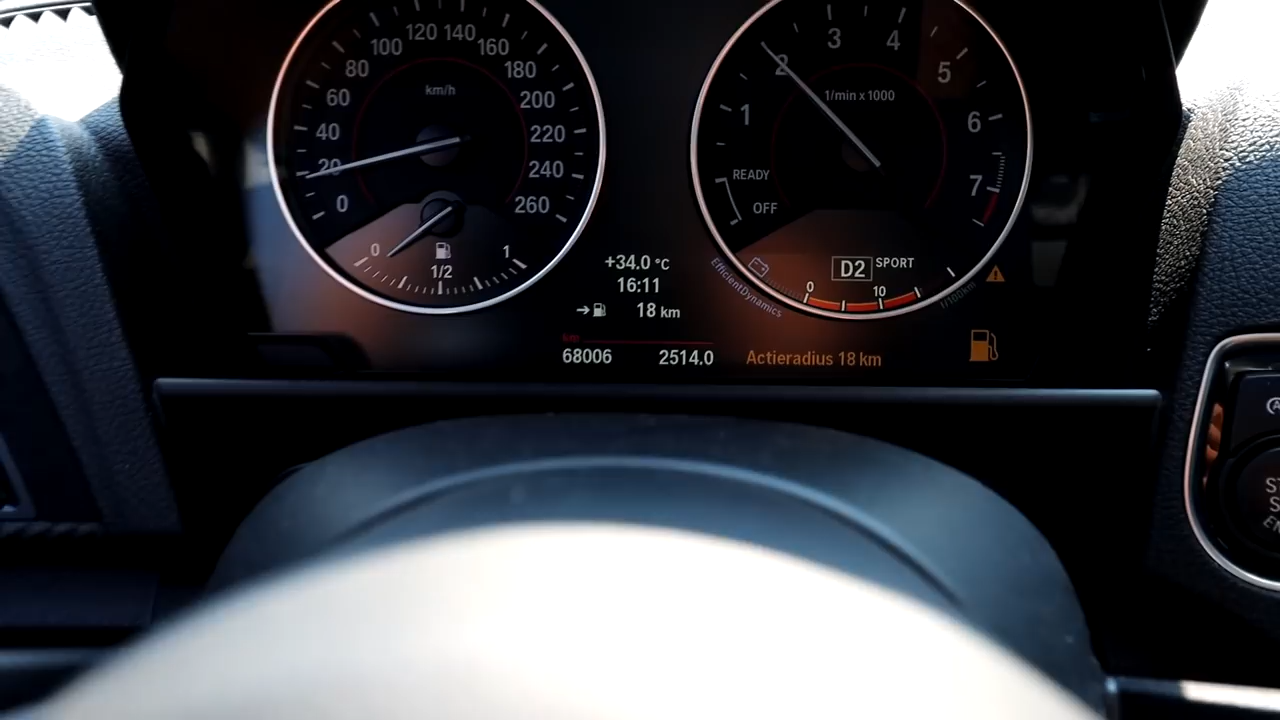 120 140
100 160
80 180
60 200
40 220
20 240
0 260
km/h
0 1/2 1
3 4
2 5
1 6
7
1/min x 1000
READY
OFF
D2 SPORT
0 10
EfficientDynamics
l/100km
+34.0 °C
16:11
18 km
km
68006 2514.0
Actieradius 18 km